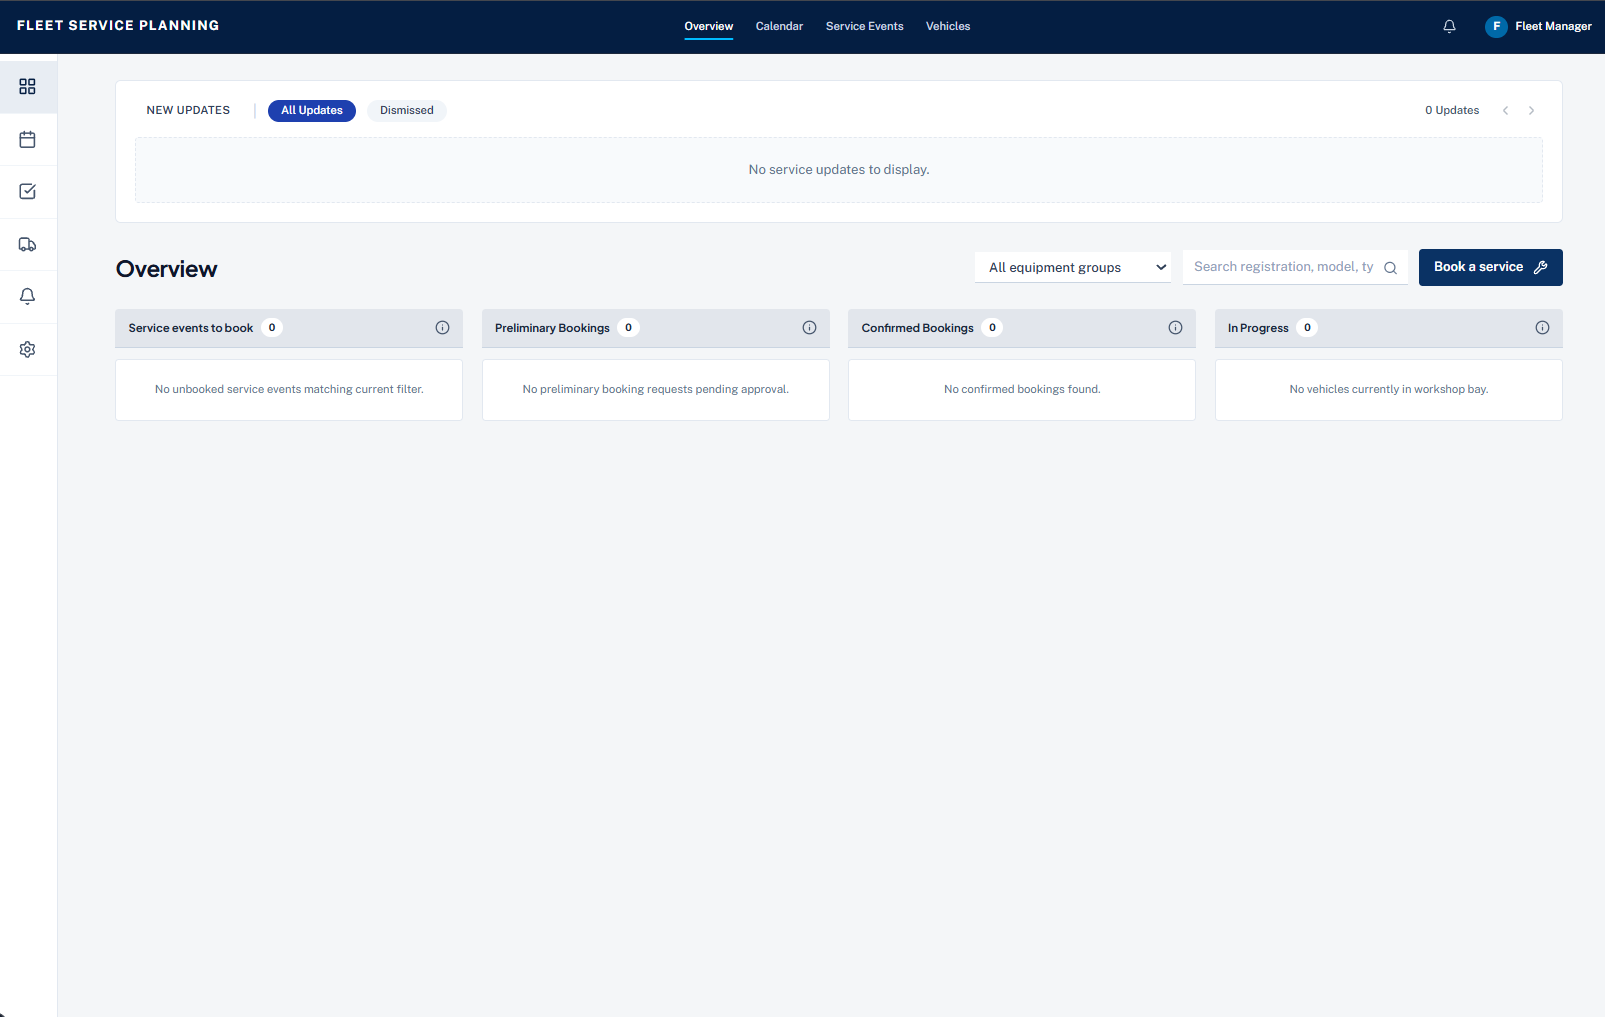 FLEET SERVICE PLANNING
Overview
Calendar
Service Events
Vehicles
F
Fleet Manager
NEW UPDATES
All Updates
Dismissed
0 Updates
No service updates to display.
Overview
All equipment groups
Search registration, model, ty
Book a service
Service events to book 0
Preliminary Bookings 0
Confirmed Bookings 0
In Progress 0
No unbooked service events matching current filter.
No preliminary booking requests pending approval.
No confirmed bookings found.
No vehicles currently in workshop bay.